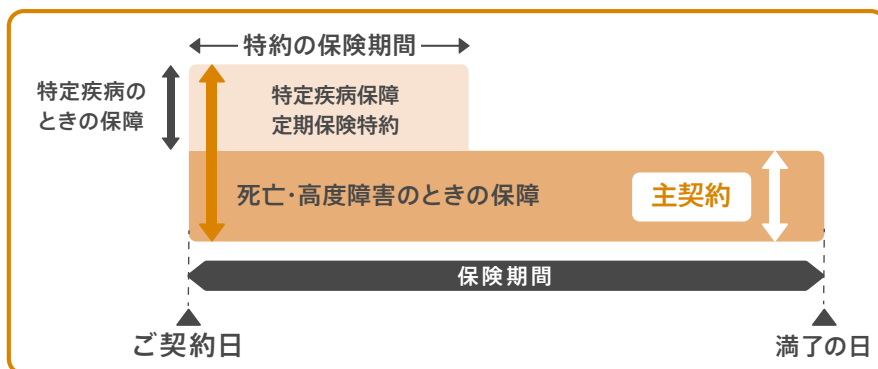 特約の保険期間
特定疾病の
ときの保障
特定疾病保障
定期保険特約
死亡・高度障害のときの保障
主契約
保険期間
ご契約日
満了の日